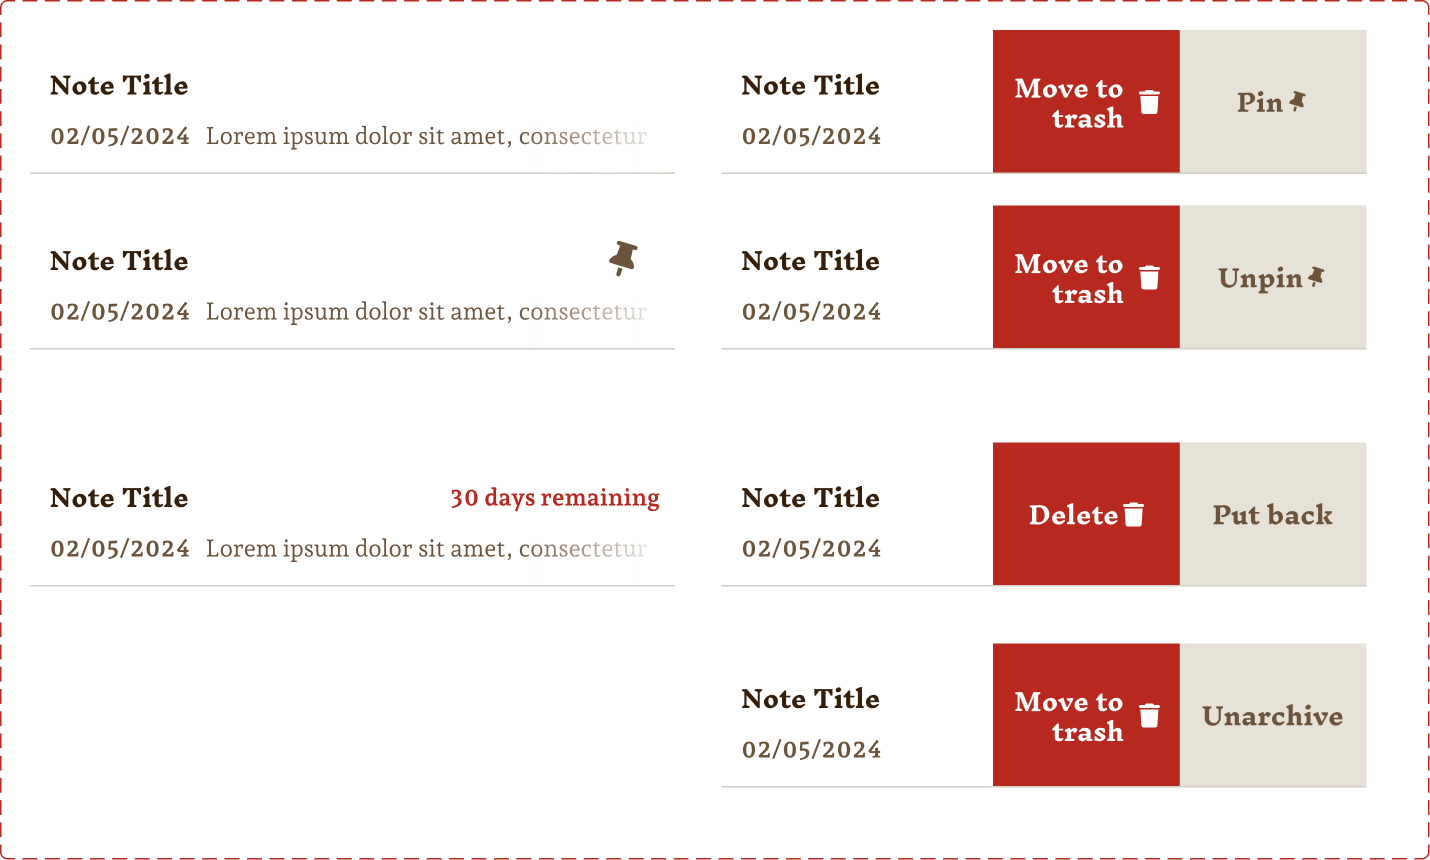 Note Title
02/05/2024 Lorem ipsum dolor sit amet, consectetur
Note Title
02/05/2024
Move to
trash
Pin
Note Title
02/05/2024 Lorem ipsum dolor sit amet, consectetur
Note Title
02/05/2024
Move to
trash
Unpin
Note Title
30 days remaining
02/05/2024 Lorem ipsum dolor sit amet, consectetur
Note Title
02/05/2024
Delete
Put back
Note Title
02/05/2024
Move to
trash
Unarchive